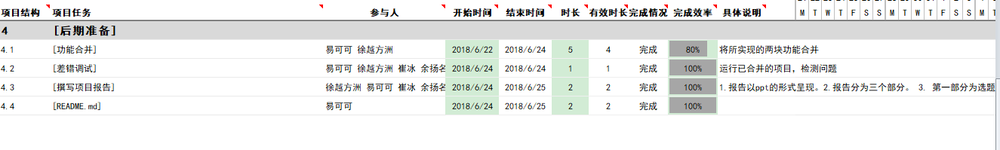 项目结构 项目任务 参与人 开始时间 结束时间 时长 有效时长 完成情况 完成效率 具体说明 M T W T F S S M T W T F S S M
4 [后期准备]
4.1 [功能合并] 易可可 徐越方洲 2018/6/22 2018/6/24 5 4 完成 80% 将所实现的两块功能合并
4.2 [差错调试] 易可可 徐越方洲 崔冰 余扬名 2018/6/24 2018/6/24 1 1 完成 100% 运行已合并的项目，检测问题
4.3 [撰写项目报告] 徐越方洲 易可可 崔冰 余扬名 2018/6/24 2018/6/25 2 2 完成 100% 1.报告以ppt的形式呈现。2.报告分为三个部分。 3. 第一部分为选题
4.4 [README.md] 易可可 2018/6/24 2018/6/25 2 2 完成 100%